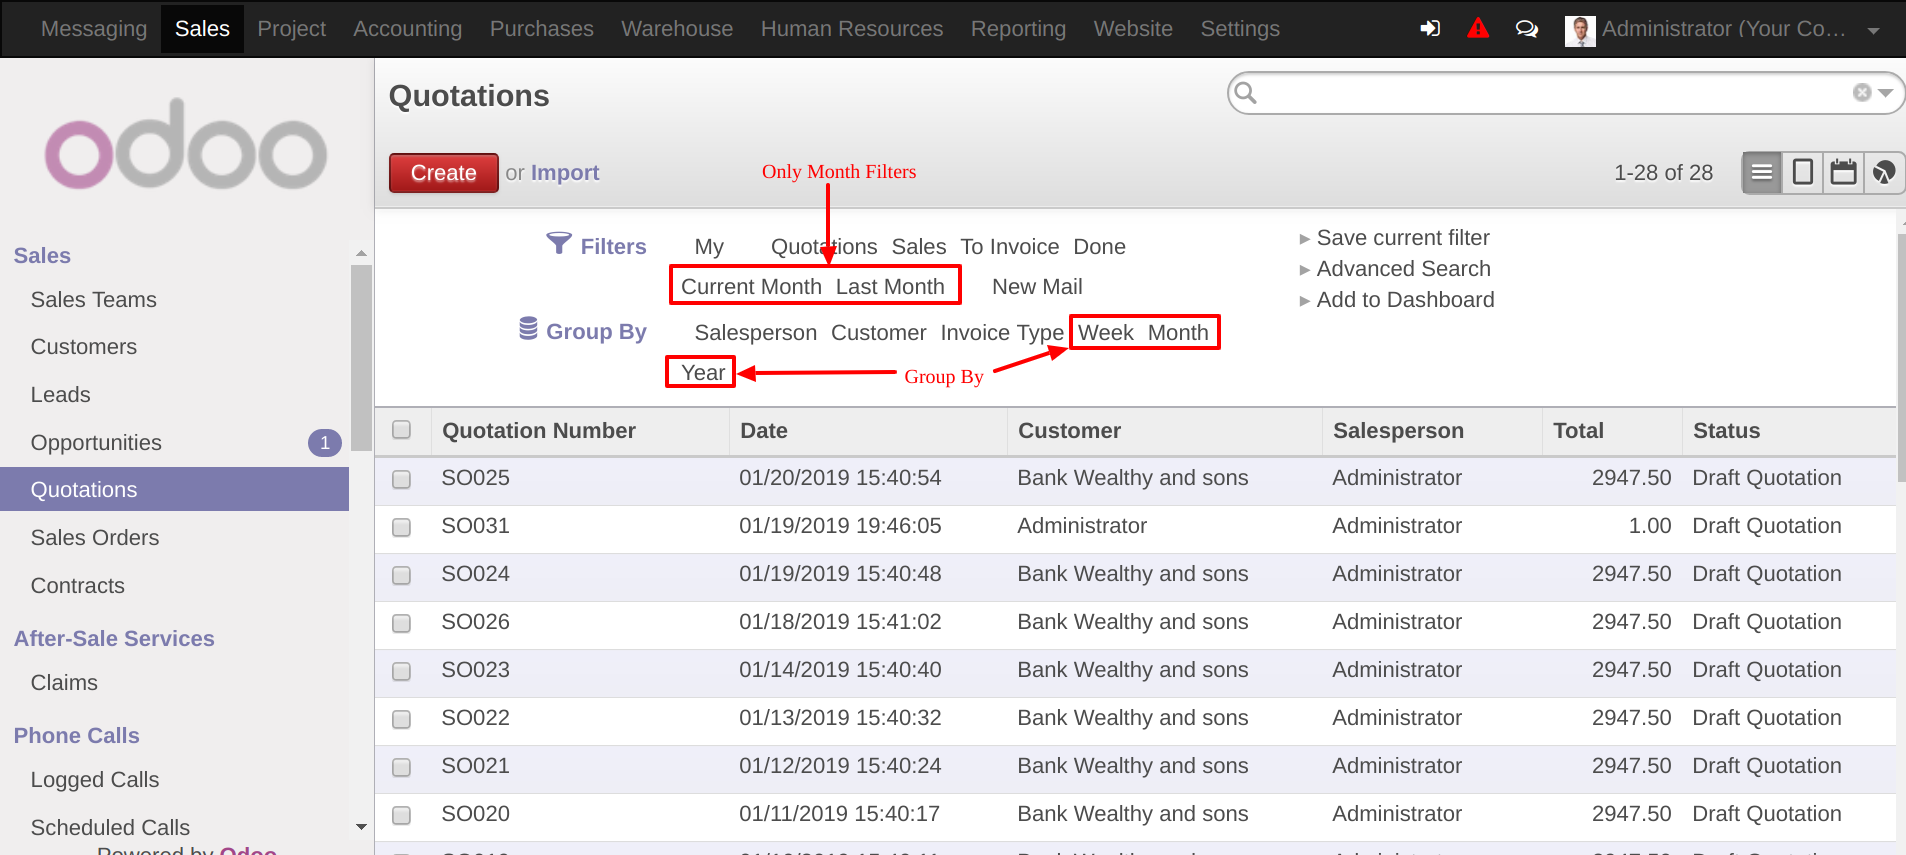 Messaging Sales Project Accounting Purchases Warehouse Human Resources Reporting Website Settings Administrator (Your Co...
odoo
Quotations
Create or Import
Only Month Filters
1-28 of 28
Filters My Quotations Sales To Invoice Done
Current Month Last Month New Mail
Group By Salesperson Customer Invoice Type Week Month
Year
Group By
Save current filter
Advanced Search
Add to Dashboard
Sales
Sales Teams
Customers
Leads
Opportunities 1
Quotations
Sales Orders
Contracts
After-Sale Services
Claims
Phone Calls
Logged Calls
Scheduled Calls
Powered by Odoo
Quotation Number Date Customer Salesperson Total Status
SO025 01/20/2019 15:40:54 Bank Wealthy and sons Administrator 2947.50 Draft Quotation
SO031 01/19/2019 19:46:05 Administrator Administrator 1.00 Draft Quotation
SO024 01/19/2019 15:40:48 Bank Wealthy and sons Administrator 2947.50 Draft Quotation
SO026 01/18/2019 15:41:02 Bank Wealthy and sons Administrator 2947.50 Draft Quotation
SO023 01/14/2019 15:40:40 Bank Wealthy and sons Administrator 2947.50 Draft Quotation
SO022 01/13/2019 15:40:32 Bank Wealthy and sons Administrator 2947.50 Draft Quotation
SO021 01/12/2019 15:40:24 Bank Wealthy and sons Administrator 2947.50 Draft Quotation
SO020 01/11/2019 15:40:17 Bank Wealthy and sons Administrator 2947.50 Draft Quotation